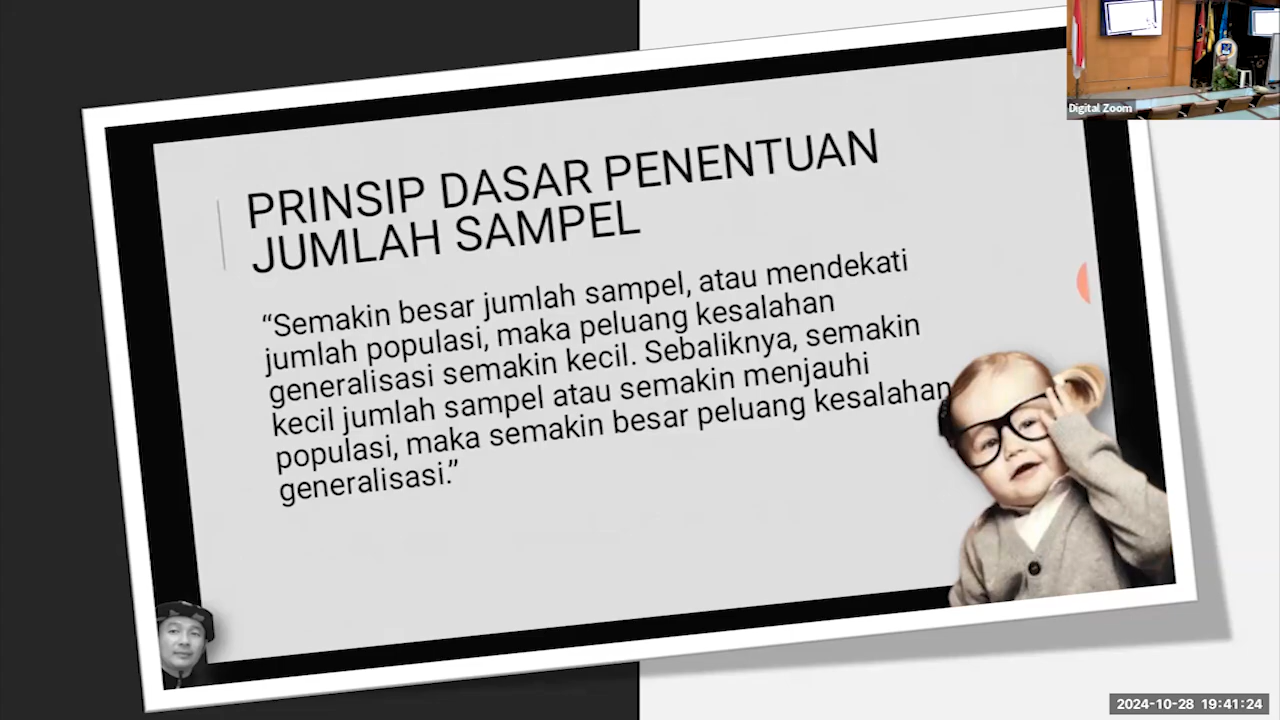 Digital Zoom
PRINSIP DASAR PENENTUAN
JUMLAH SAMPEL
“Semakin besar jumlah sampel, atau mendekati
jumlah populasi, maka peluang kesalahan
generalisasi semakin kecil. Sebaliknya, semakin
kecil jumlah sampel atau semakin menjauhi
populasi, maka semakin besar peluang kesalahan
generalisasi.”
2024-10-28 19:41:24